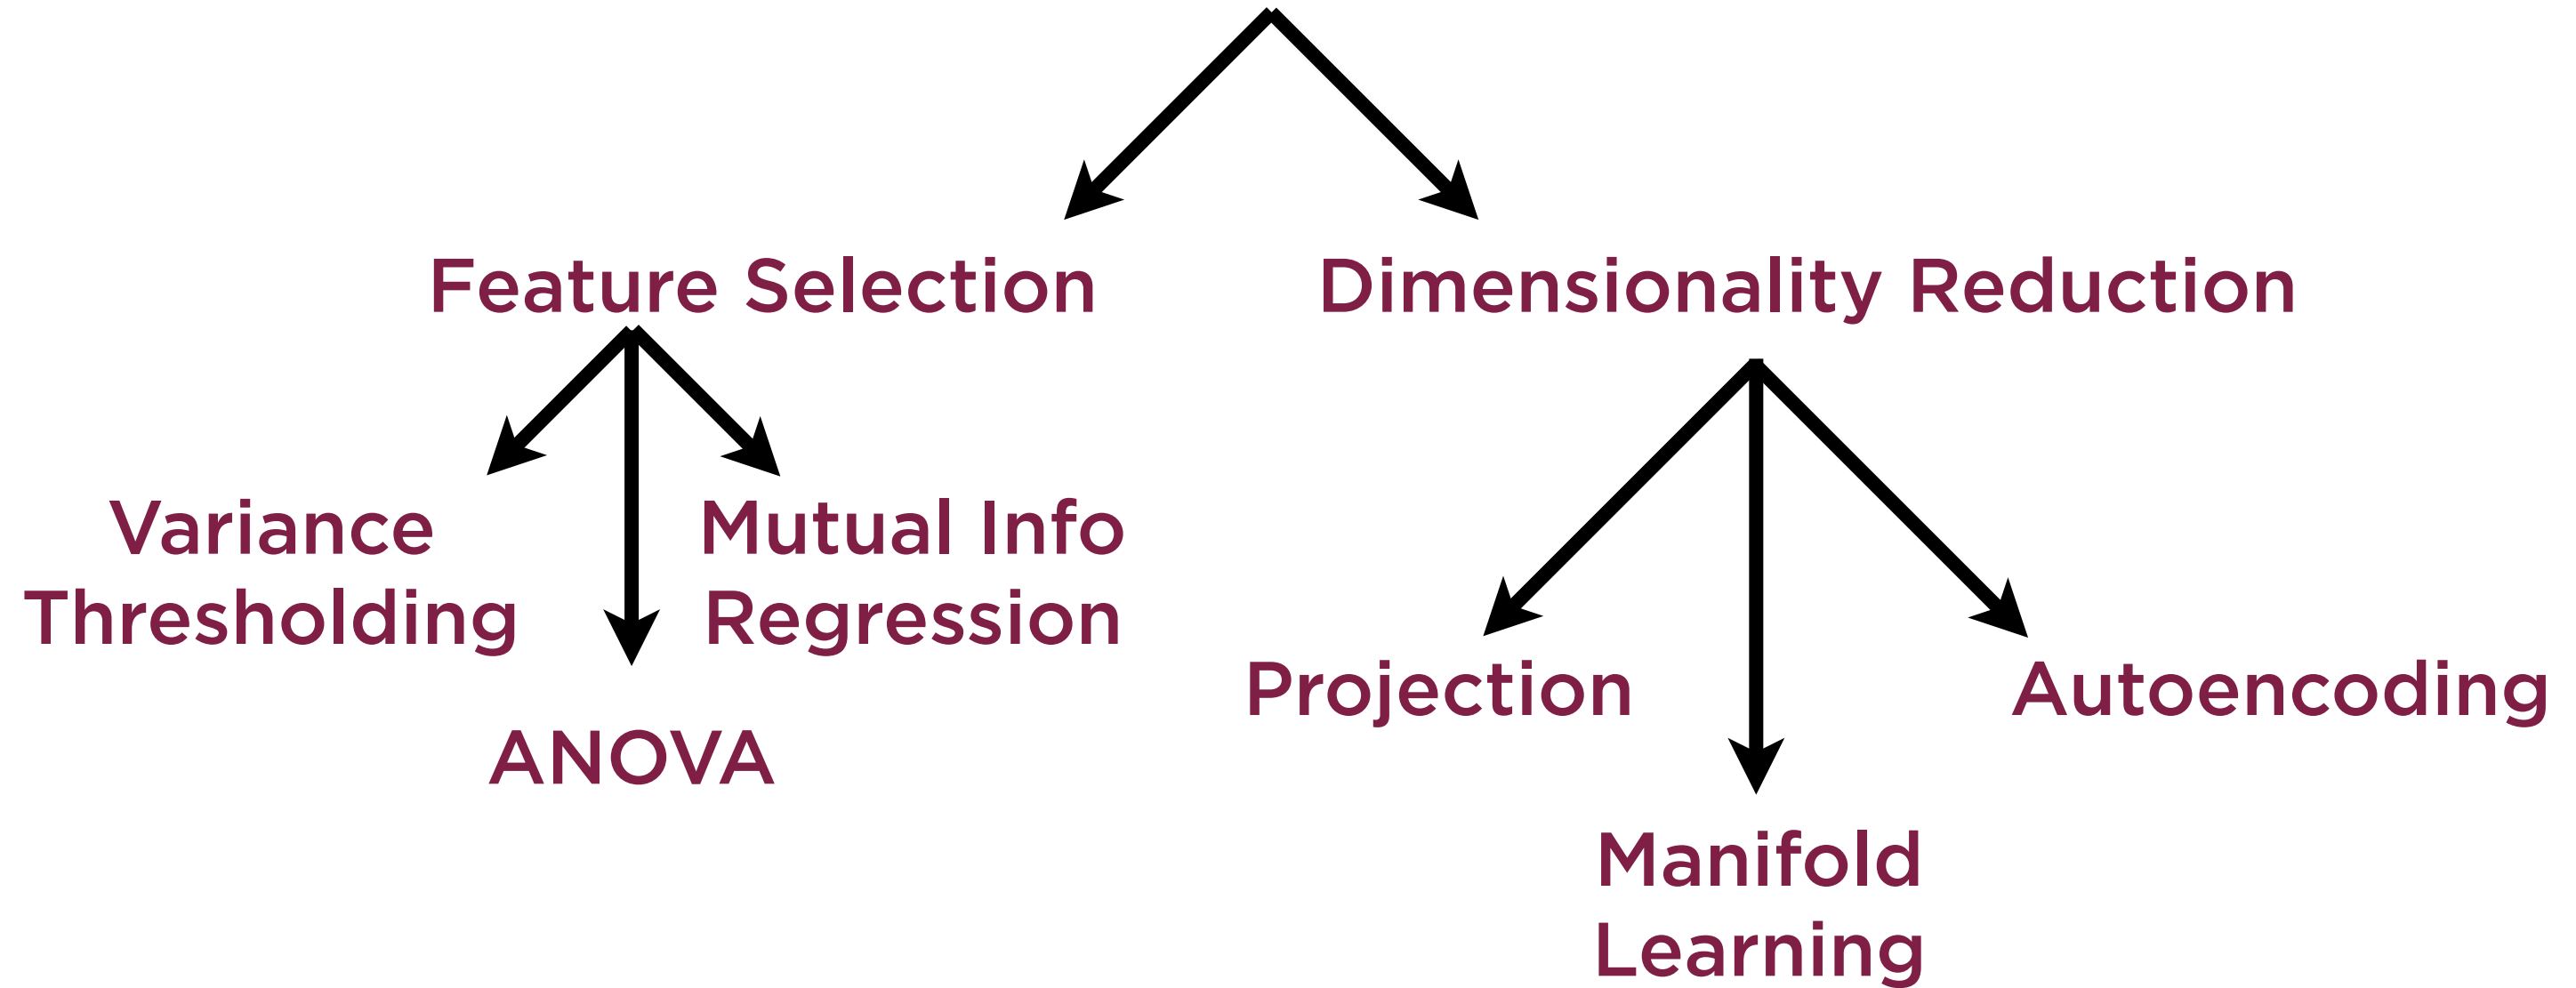 Feature Selection
Dimensionality Reduction
Variance
Thresholding
Mutual Info
Regression
ANOVA
Projection
Autoencoding
Manifold
Learning